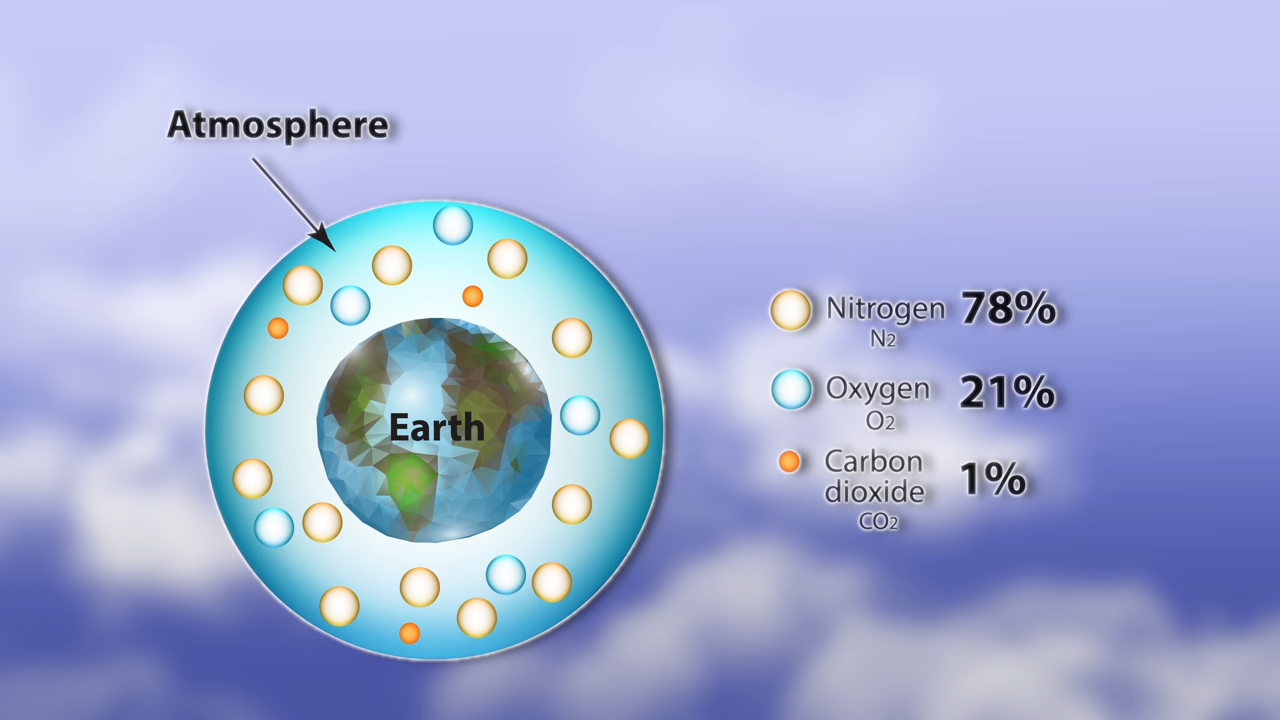 Atmosphere
Earth
Nitrogen 78%
N2
Oxygen 21%
O2
Carbon
dioxide 1%
CO2